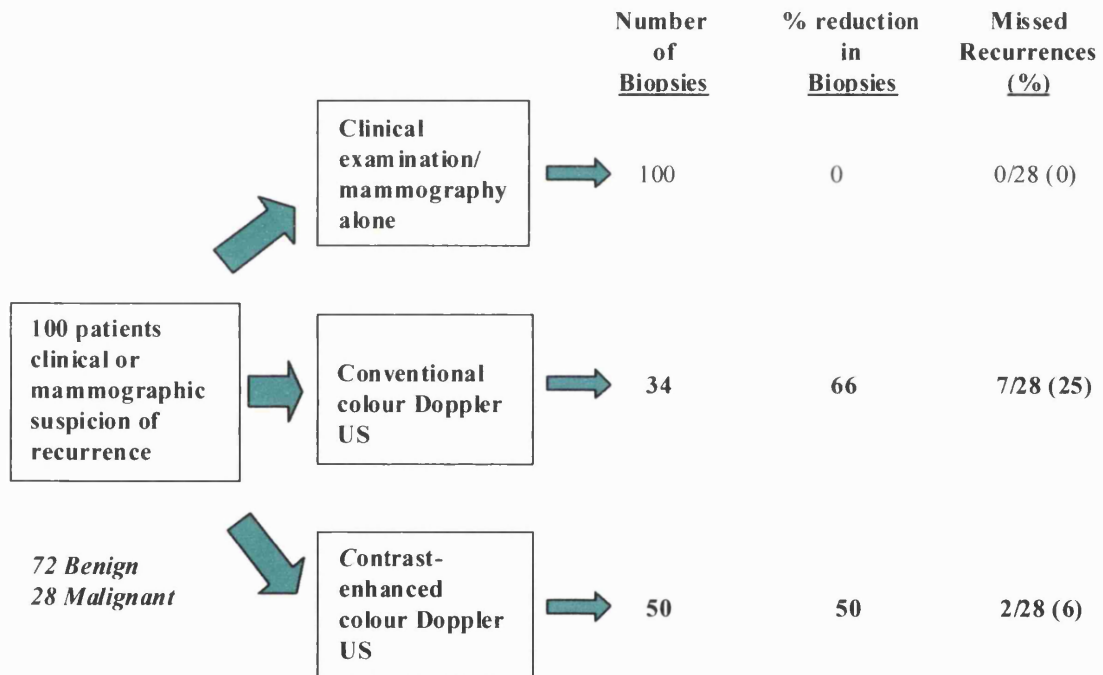 Number
of
Biopsies
% reduction
in
Biopsies
Missed
Recurrences
(%)
Clinical
examination/
mammography
alone
100
0
0/28 (0)
100 patients
clinical or
mammographic
suspicion of
recurrence
Conventional
colour Doppler
US
34
66
7/28 (25)
72 Benign
28 Malignant
Contrast-
enhanced
colour Doppler
US
50
50
2/28 (6)